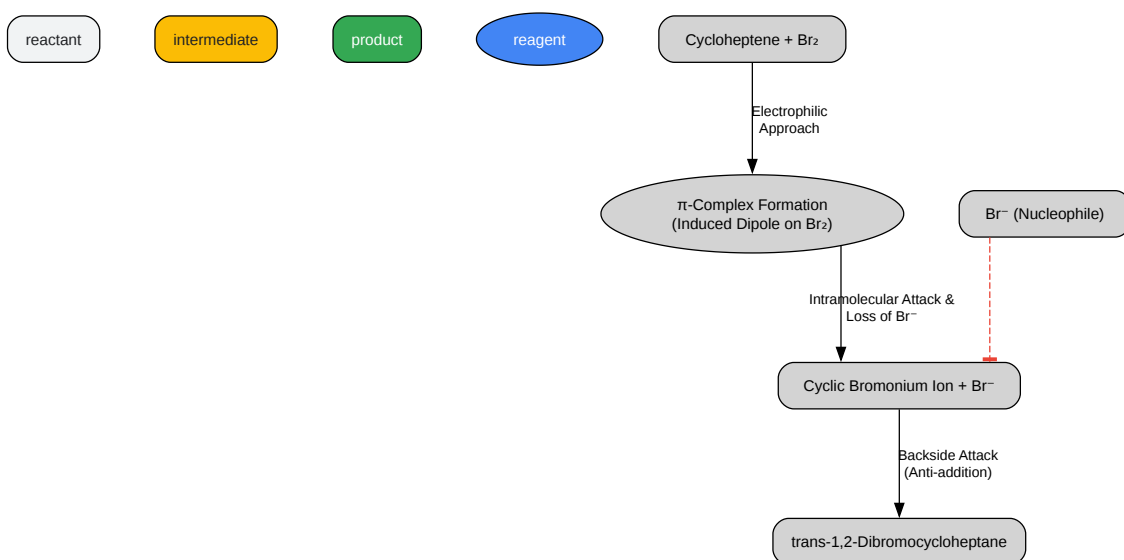 reactant
intermediate
product
reagent
Cycloheptene + Br₂
Electrophilic
Approach
π-Complex Formation
(Induced Dipole on Br₂)
Br⁻ (Nucleophile)
Intramolecular Attack &
Loss of Br⁻
Cyclic Bromonium Ion + Br⁻
Backside Attack
(Anti-addition)
trans-1,2-Dibromocycloheptane